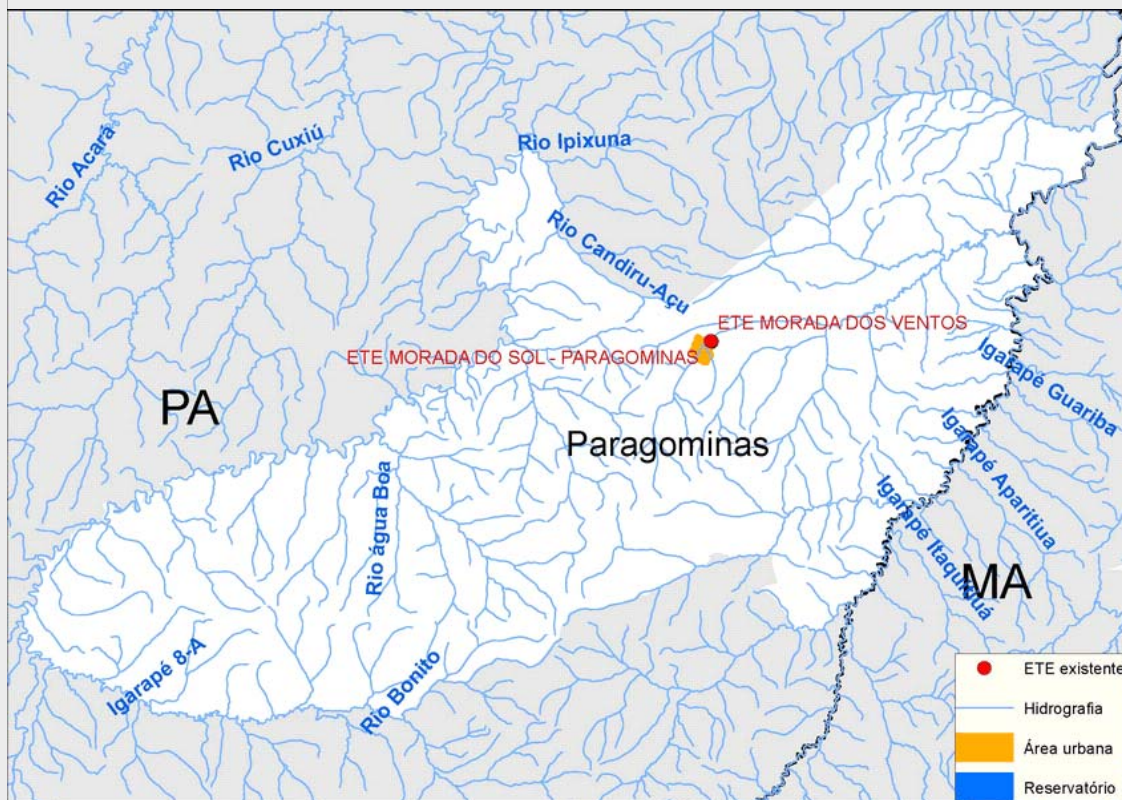 Rio Acará
Rio Cuxiú
Rio Ipixuna
Rio Candiru-Açu
ETE MORADA DOS VENTOS
ETE MORADA DO SOL - PARAGOMINAS
Igarapé Guariba
PA
Paragominas
Igarapé Aparitiua
Rio água Boa
Igarapé Itaquiquá
MA
Igarapé 8-A
Rio Bonito
ETE existente
Hidrografia
Área urbana
Reservatório